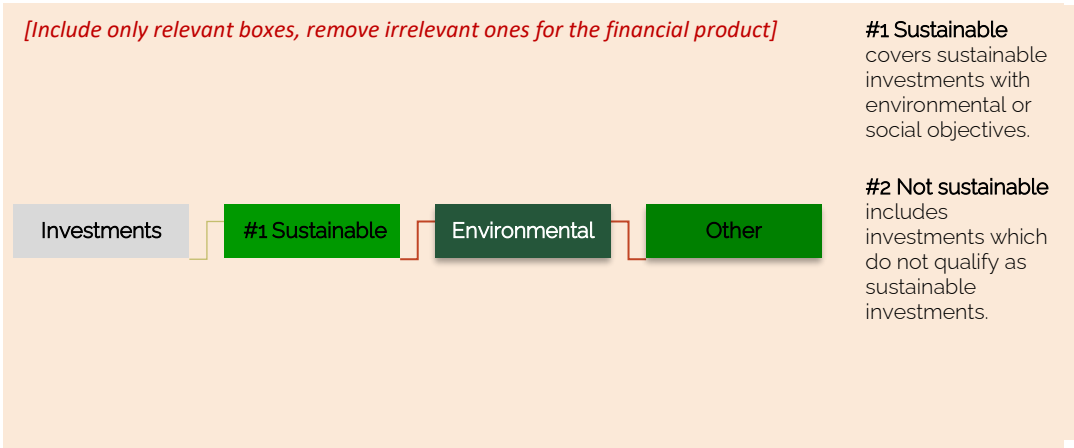 [Include only relevant boxes, remove irrelevant ones for the financial product]
Investments
#1 Sustainable
Environmental
Other
#1 Sustainable
covers sustainable
investments with
environmental or
social objectives.
#2 Not sustainable
includes
investments which
do not qualify as
sustainable
investments.